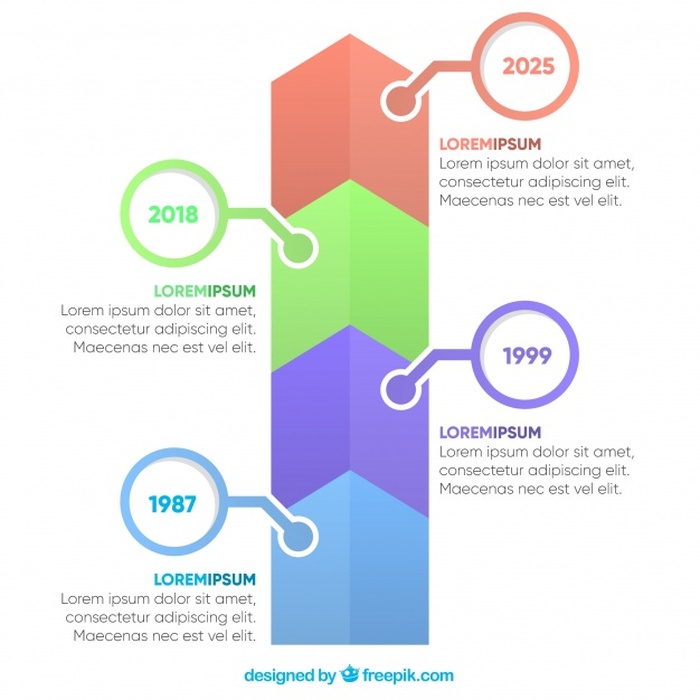 2025
LOREMIPSUM
Lorem ipsum dolor sit amet,
consectetur adipiscing elit.
Maecenas nec est vel elit.
2018
LOREMIPSUM
Lorem ipsum dolor sit amet,
consectetur adipiscing elit.
Maecenas nec est vel elit.
1999
LOREMIPSUM
Lorem ipsum dolor sit amet,
consectetur adipiscing elit.
Maecenas nec est vel elit.
1987
LOREMIPSUM
Lorem ipsum dolor sit amet,
consectetur adipiscing elit.
Maecenas nec est vel elit.
designed by freepik.com